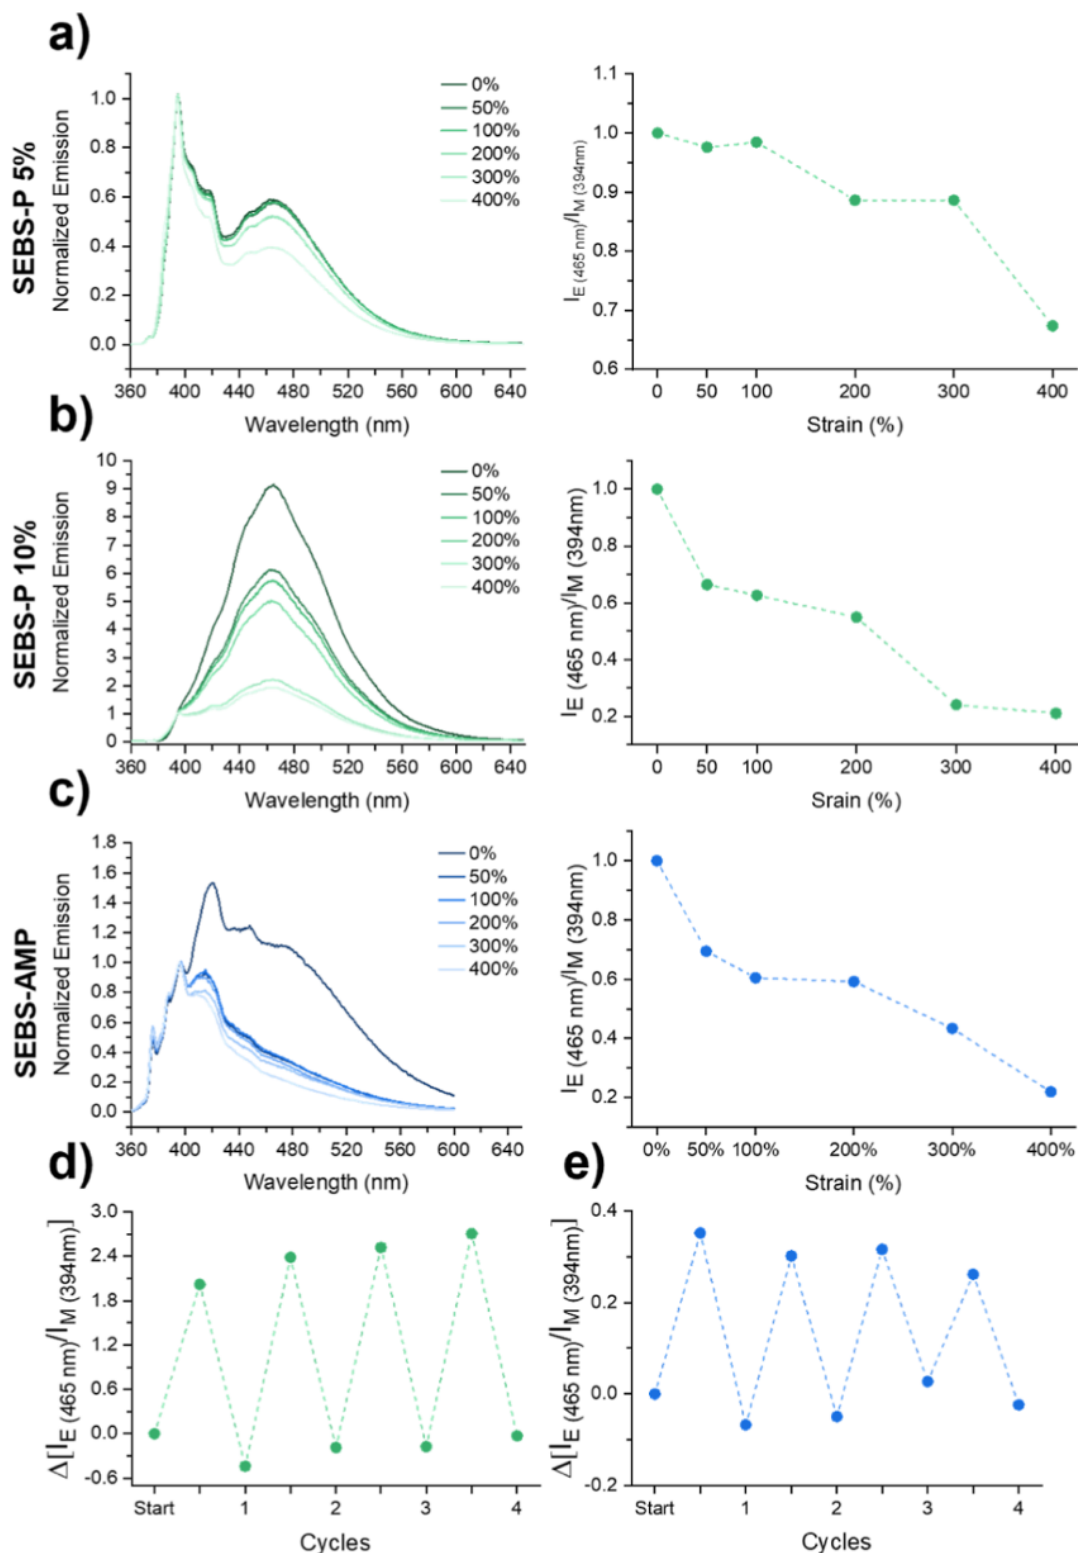 a)
SEBS-P 5%
Normalized Emission
1.0
0.8
0.6
0.4
0.2
0.0
360 400 440 480 520 560 600 640
Wavelength (nm)
0%
50%
100%
200%
300%
400%
I E (465 nm)/I M (394nm)
1.1
1.0
0.9
0.8
0.7
0.6
0 50 100 200 300 400
Strain (%)
b)
SEBS-P 10%
Normalized Emission
10
9
8
7
6
5
4
3
2
1
0
360 400 440 480 520 560 600 640
Wavelength (nm)
0%
50%
100%
200%
300%
400%
I E (465 nm)/I M (394nm)
1.0
0.8
0.6
0.4
0.2
0 50 100 200 300 400
Srain (%)
c)
SEBS-AMP
Normalized Emission
1.8
1.6
1.4
1.2
1.0
0.8
0.6
0.4
0.2
0.0
360 400 440 480 520 560 600 640
Wavelength (nm)
0%
50%
100%
200%
300%
400%
I E (465 nm)/I M (394nm)
1.0
0.8
0.6
0.4
0.2
0% 50% 100% 200% 300% 400%
Strain (%)
d)
Δ[I E (465 nm)/I M (394nm)]
3.0
2.4
1.8
1.2
0.6
0.0
-0.6
Start 1 2 3 4
Cycles
e)
Δ[I E (465 nm)/I M (394nm)]
0.4
0.2
0.0
-0.2
Start 1 2 3 4
Cycles